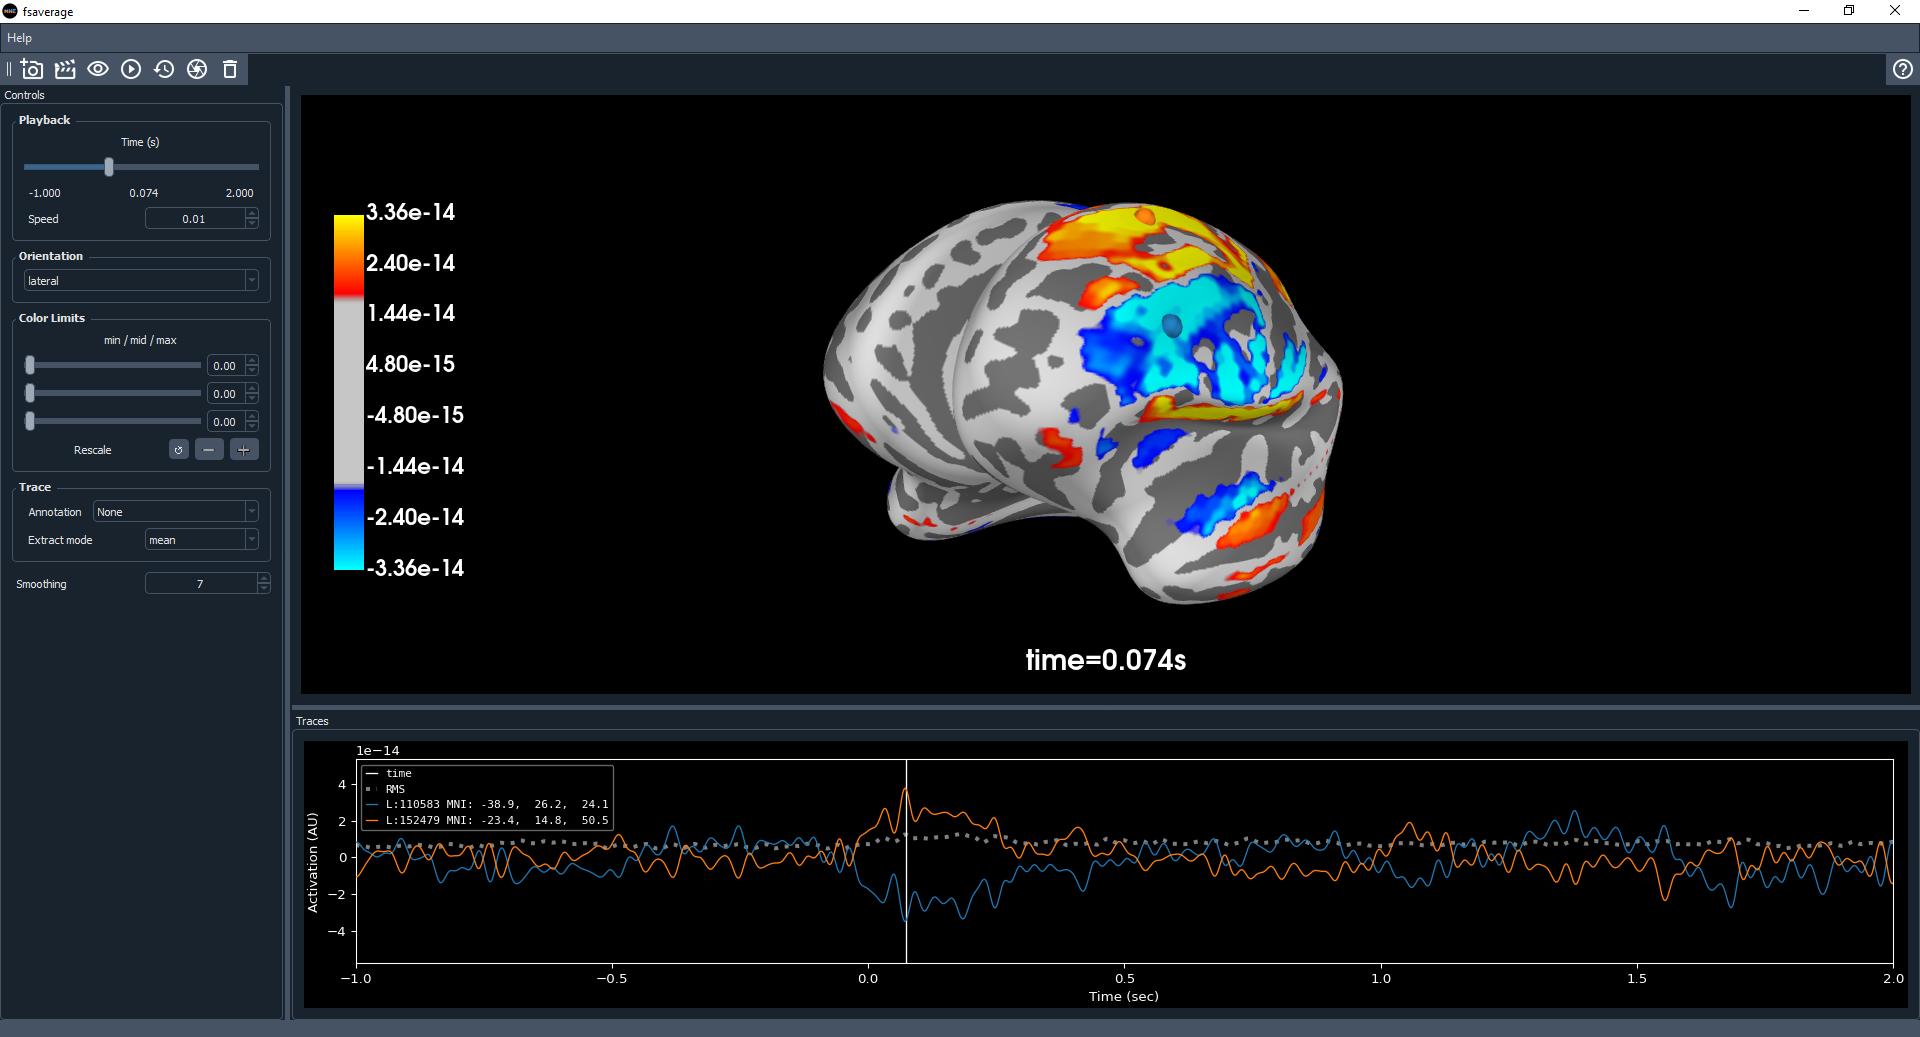 fsaverage
Help
Controls
Playback
Time (s)
-1.000 0.074 2.000
Speed 0.01
Orientation
lateral
Color Limits
min / mid / max
0.00
0.00
0.00
Rescale
Trace
Annotation None
Extract mode mean
Smoothing 7
3.36e-14
2.40e-14
1.44e-14
4.80e-15
-4.80e-15
-1.44e-14
-2.40e-14
-3.36e-14
time=0.074s
Traces
1e−14
time
RMS
L:110583 MNI: -38.9, 26.2, 24.1
L:152479 MNI: -23.4, 14.8, 50.5
Activation (AU)
4
2
0
−2
−4
−1.0 −0.5 0.0 0.5 1.0 1.5 2.0
Time (sec)